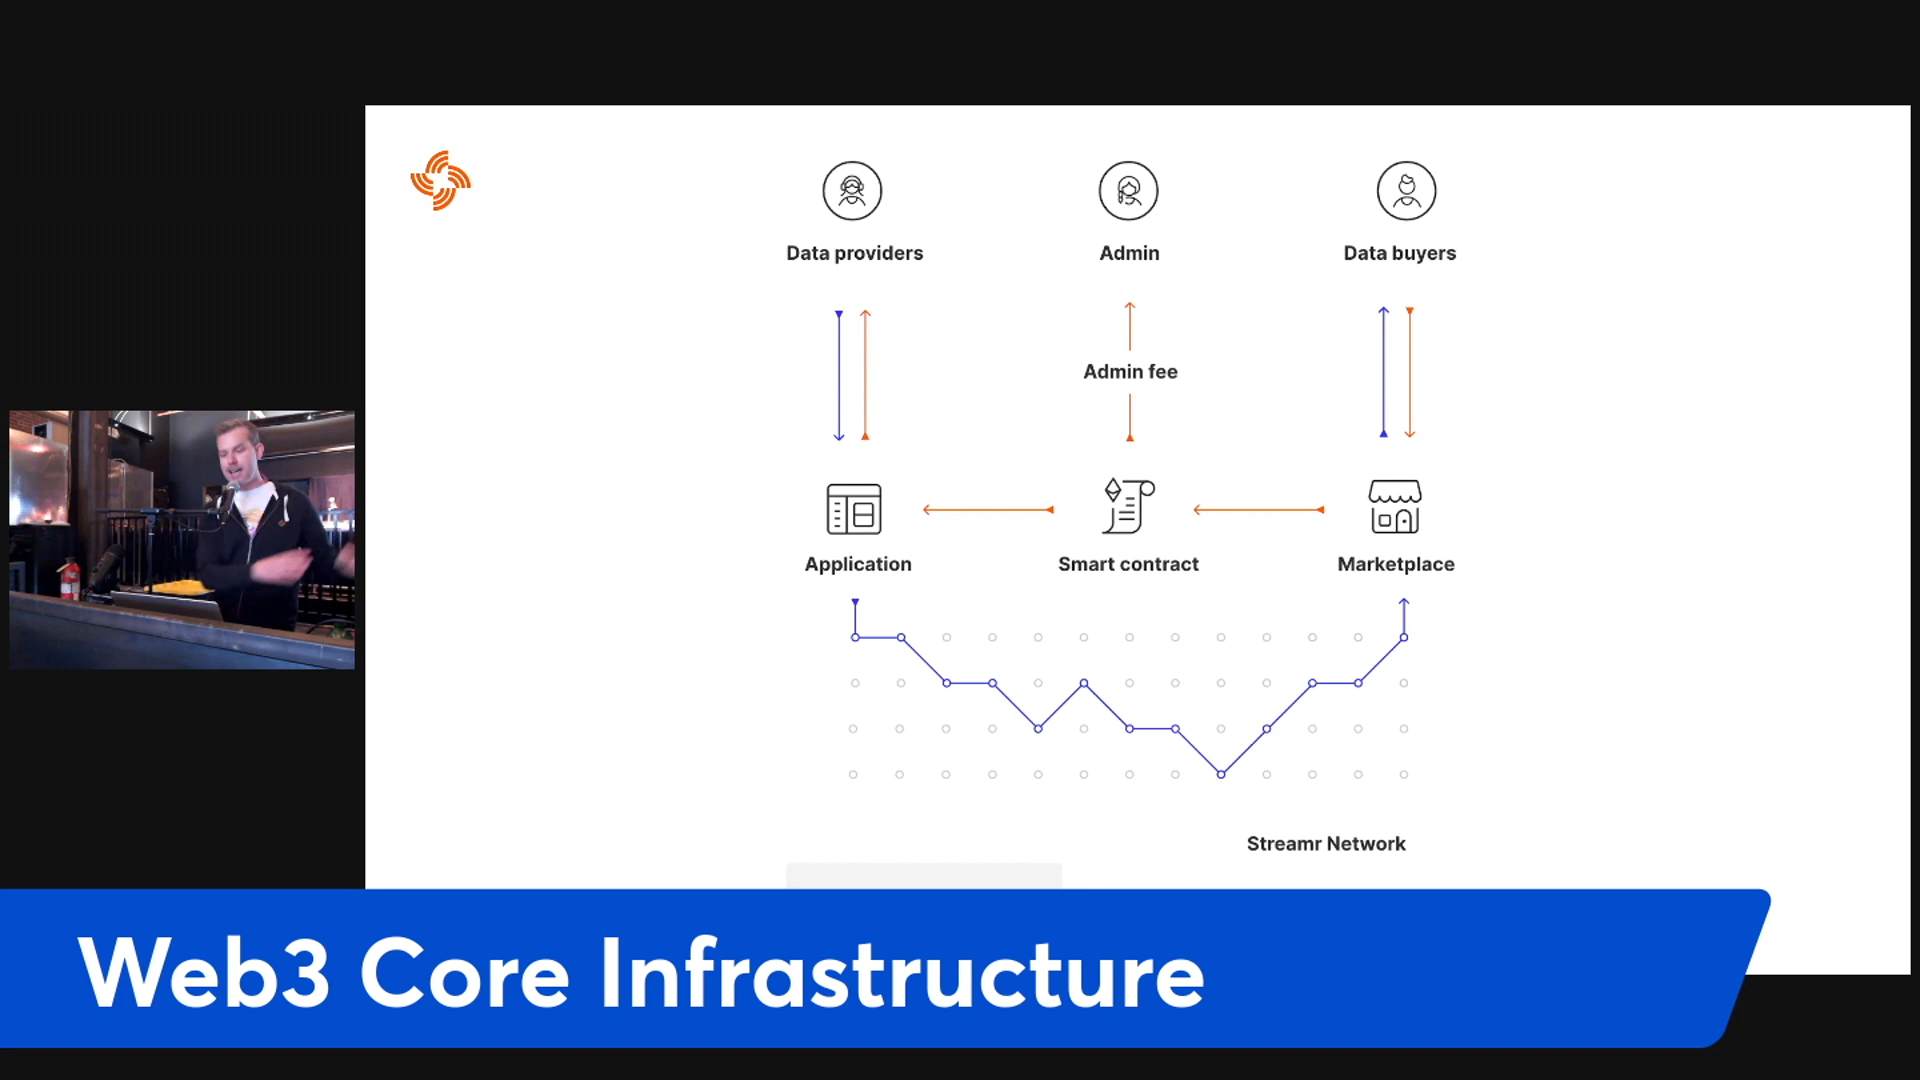 Data providers
Admin
Data buyers
Admin fee
Application
Smart contract
Marketplace
Streamr Network
Web3 Core Infrastructure